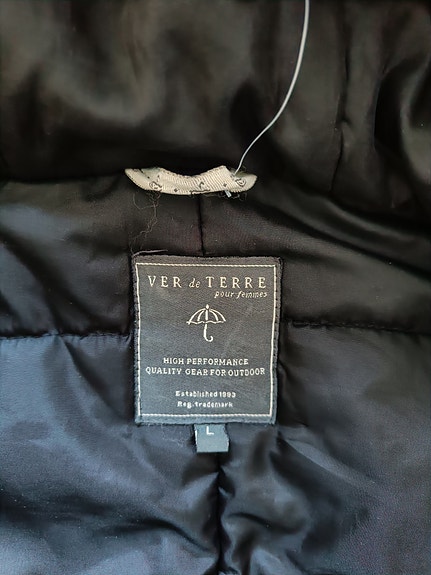 VER de TERRE
pour femmes
HIGH PERFORMANCE
QUALITY GEAR FOR OUTDOOR
Established 1993
Reg. trademark
L